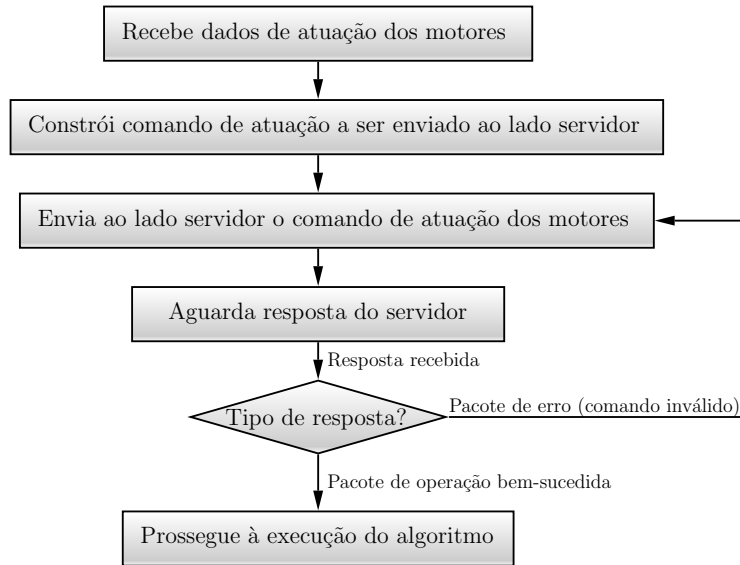 Recebe dados de atuação dos motores
Constrói comando de atuação a ser enviado ao lado servidor
Envia ao lado servidor o comando de atuação dos motores
Aguarda resposta do servidor
Resposta recebida
Tipo de resposta?
Pacote de erro (comando inválido)
Pacote de operação bem-sucedida
Prossegue à execução do algoritmo